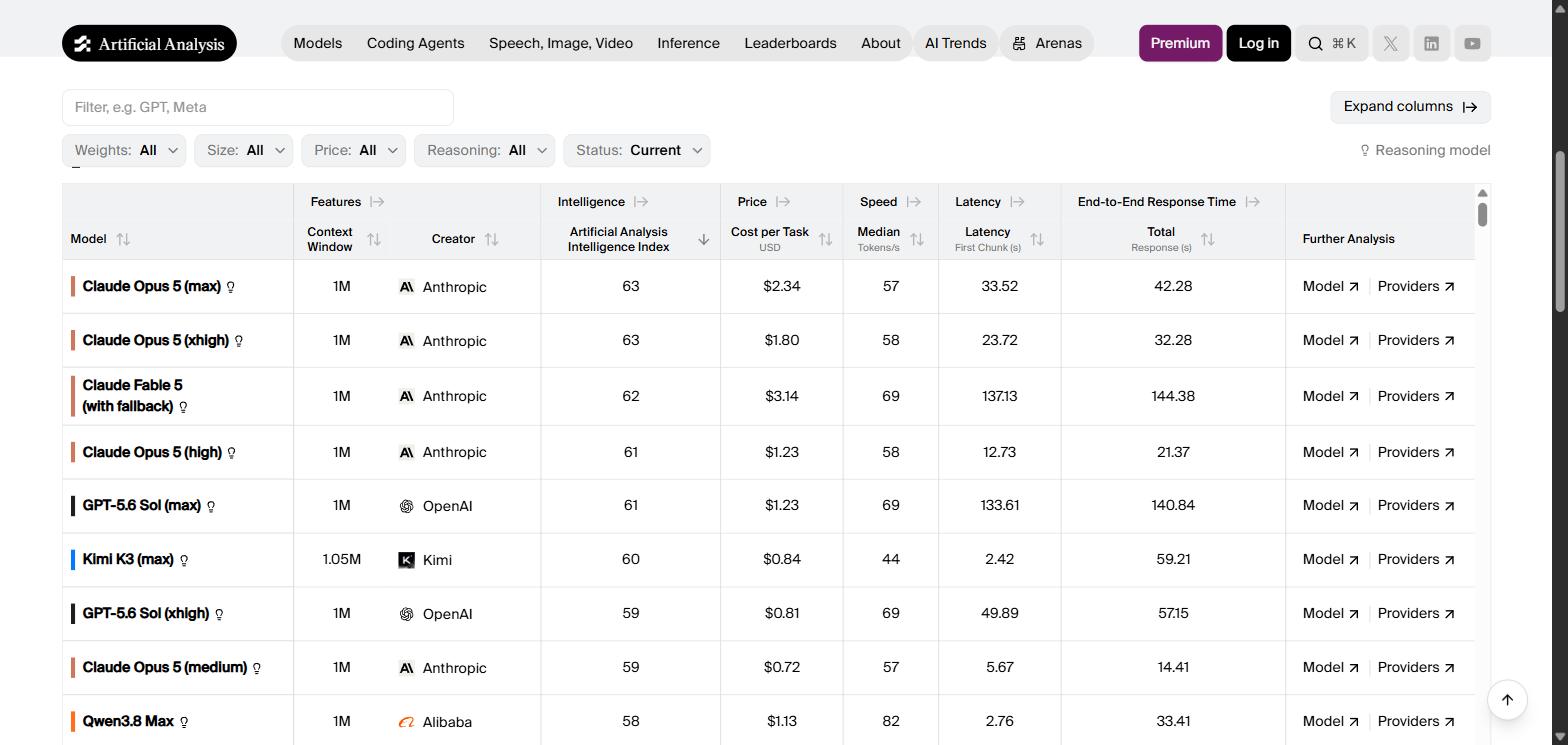 Artificial Analysis
Models Coding Agents Speech, Image, Video Inference Leaderboards About AI Trends Arenas
Premium Log in ⌘ K
Filter, e.g. GPT, Meta
Expand columns
Weights: All Size: All Price: All Reasoning: All Status: Current
Reasoning model
Features Intelligence Price Speed Latency End-to-End Response Time
Model Context Window Creator Artificial Analysis Intelligence Index Cost per Task USD Median Tokens/s Latency First Chunk (s) Total Response (s) Further Analysis
Claude Opus 5 (max) 1M Anthropic 63 $2.34 57 33.52 42.28 Model Providers
Claude Opus 5 (xhigh) 1M Anthropic 63 $1.80 58 23.72 32.28 Model Providers
Claude Fable 5 (with fallback) 1M Anthropic 62 $3.14 69 137.13 144.38 Model Providers
Claude Opus 5 (high) 1M Anthropic 61 $1.23 58 12.73 21.37 Model Providers
GPT-5.6 Sol (max) 1M OpenAI 61 $1.23 69 133.61 140.84 Model Providers
Kimi K3 (max) 1.05M Kimi 60 $0.84 44 2.42 59.21 Model Providers
GPT-5.6 Sol (xhigh) 1M OpenAI 59 $0.81 69 49.89 57.15 Model Providers
Claude Opus 5 (medium) 1M Anthropic 59 $0.72 57 5.67 14.41 Model Providers
Qwen3.8 Max 1M Alibaba 58 $1.13 82 2.76 33.41 Model Providers